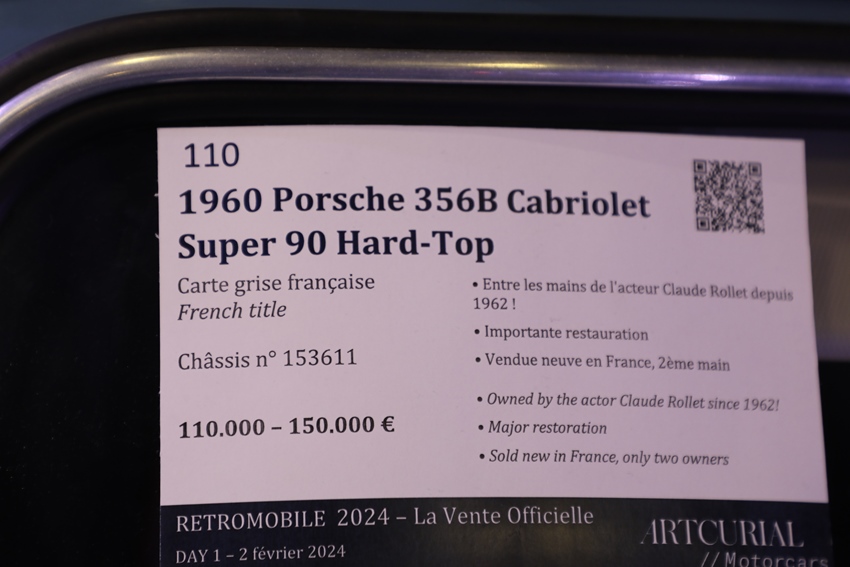 110
1960 Porsche 356B Cabriolet
Super 90 Hard-Top
Carte grise française
French title
Châssis n° 153611
110.000 – 150.000 €
• Entre les mains de l'acteur Claude Rollet depuis
1962 !
• Importante restauration
• Vendue neuve en France, 2ème main
• Owned by the actor Claude Rollet since 1962!
• Major restoration
• Sold new in France, only two owners
RETROMOBILE 2024 – La Vente Officielle
DAY 1 – 2 février 2024
ARTCURIAL
//Motorcars